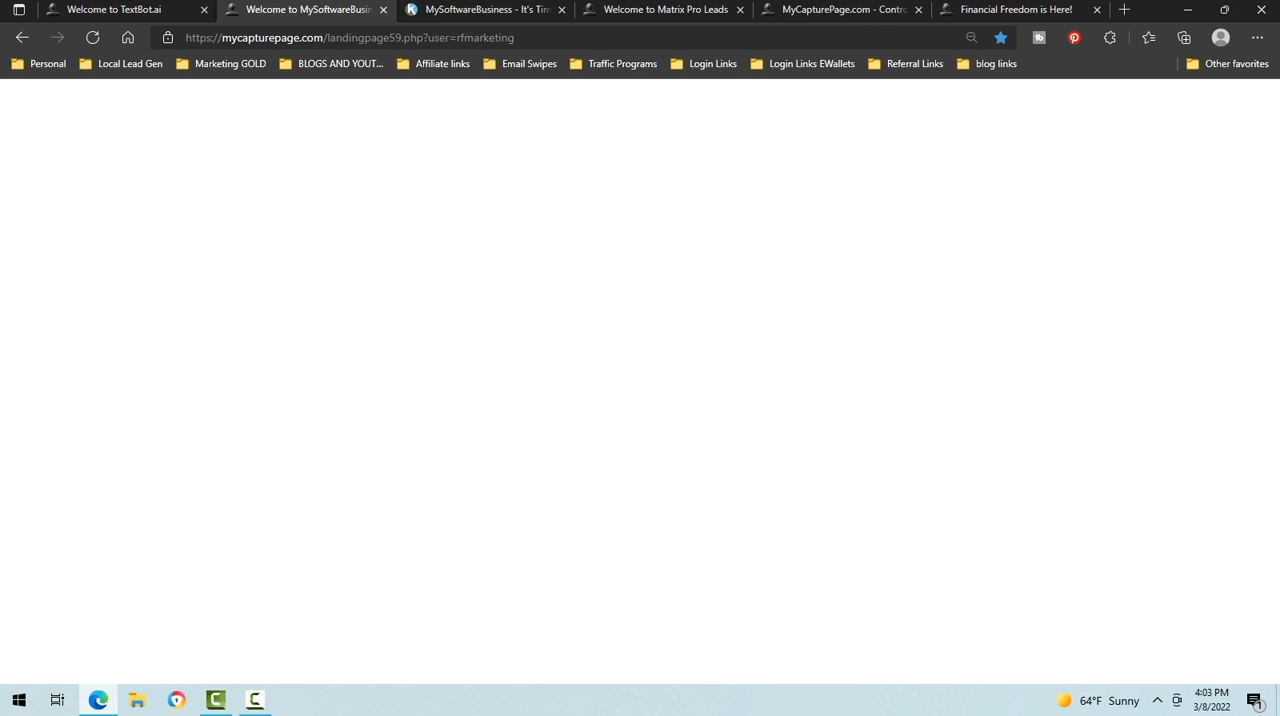 Welcome to TextBot.ai
Welcome to MySoftwareBusin
MySoftwareBusiness - It's Tim
Welcome to Matrix Pro Leads
MyCapturePage.com - Contro
Financial Freedom is Here!
https://mycapturepage.com/landingpage59.php?user=rfmarketing
Personal
Local Lead Gen
Marketing GOLD
BLOGS AND YOUT...
Affiliate links
Email Swipes
Traffic Programs
Login Links
Login Links EWallets
Referral Links
blog links
Other favorites
64°F Sunny
4:03 PM
3/8/2022
1